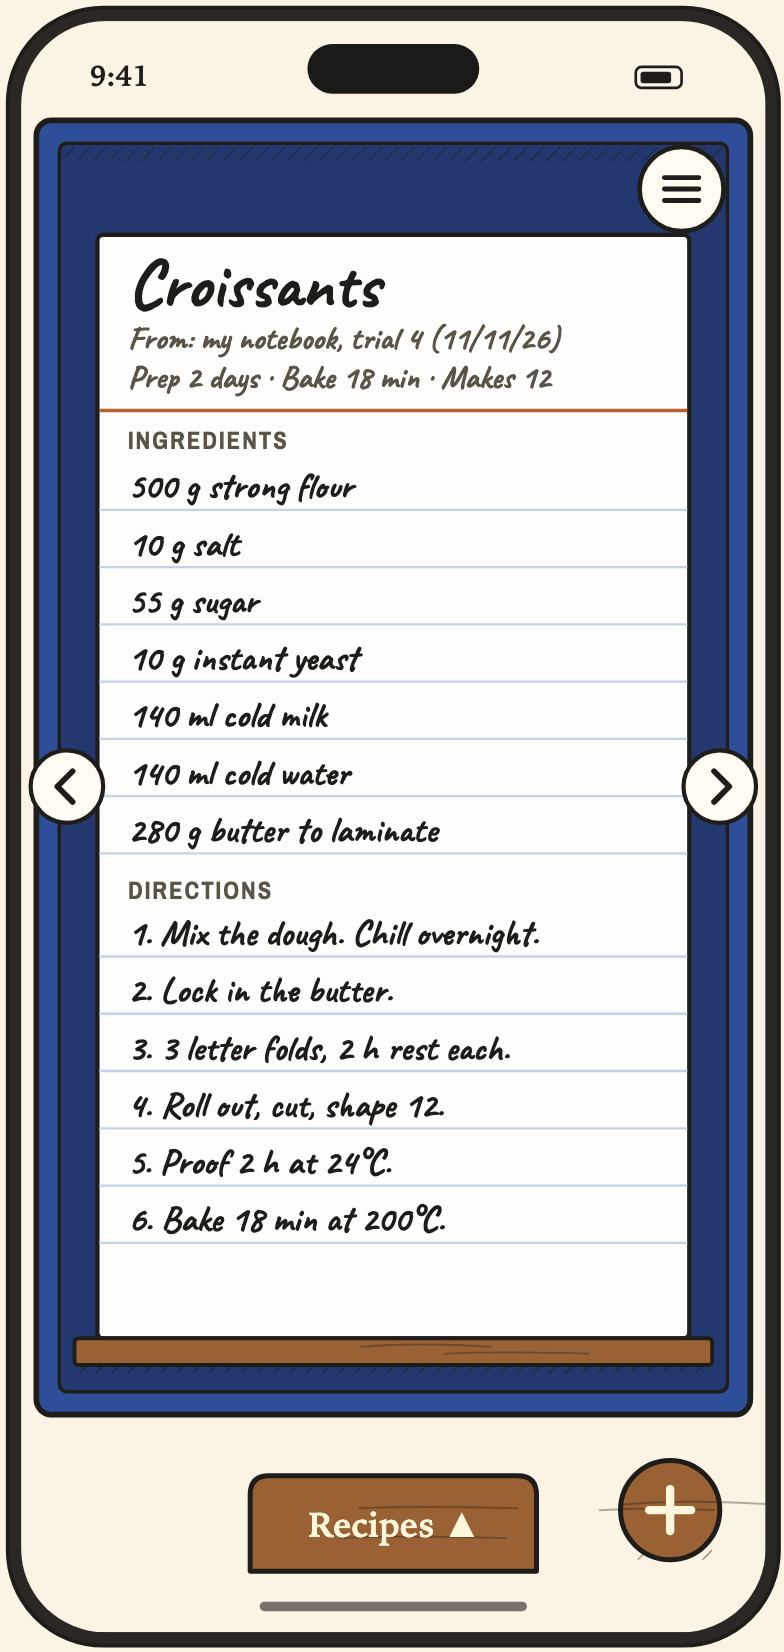 9:41
Croissants
From: my notebook, trial 4 (11/11/26)
Prep 2 days · Bake 18 min · Makes 12
INGREDIENTS
500 g strong flour
10 g salt
55 g sugar
10 g instant yeast
140 ml cold milk
140 ml cold water
280 g butter to laminate
DIRECTIONS
1. Mix the dough. Chill overnight.
2. Lock in the butter.
3. 3 letter folds, 2 h rest each.
4. Roll out, cut, shape 12.
5. Proof 2 h at 24°C.
6. Bake 18 min at 200°C.
Recipes ▲